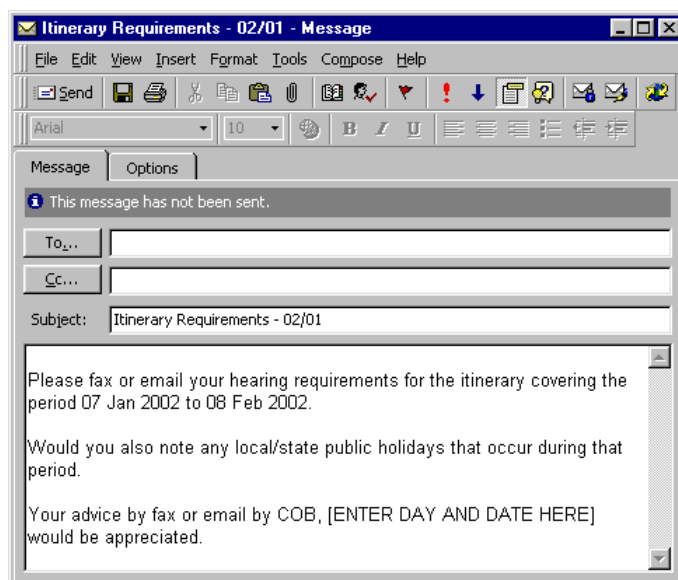 Itinerary Requirements - 02/01 - Message
File Edit View Insert Format Tools Compose Help
Send
Arial 10 B I U
Message Options
This message has not been sent.
To...
Cc...
Subject: Itinerary Requirements - 02/01
Please fax or email your hearing requirements for the itinerary covering the
period 07 Jan 2002 to 08 Feb 2002.
Would you also note any local/state public holidays that occur during that
period.
Your advice by fax or email by COB, [ENTER DAY AND DATE HERE]
would be appreciated.